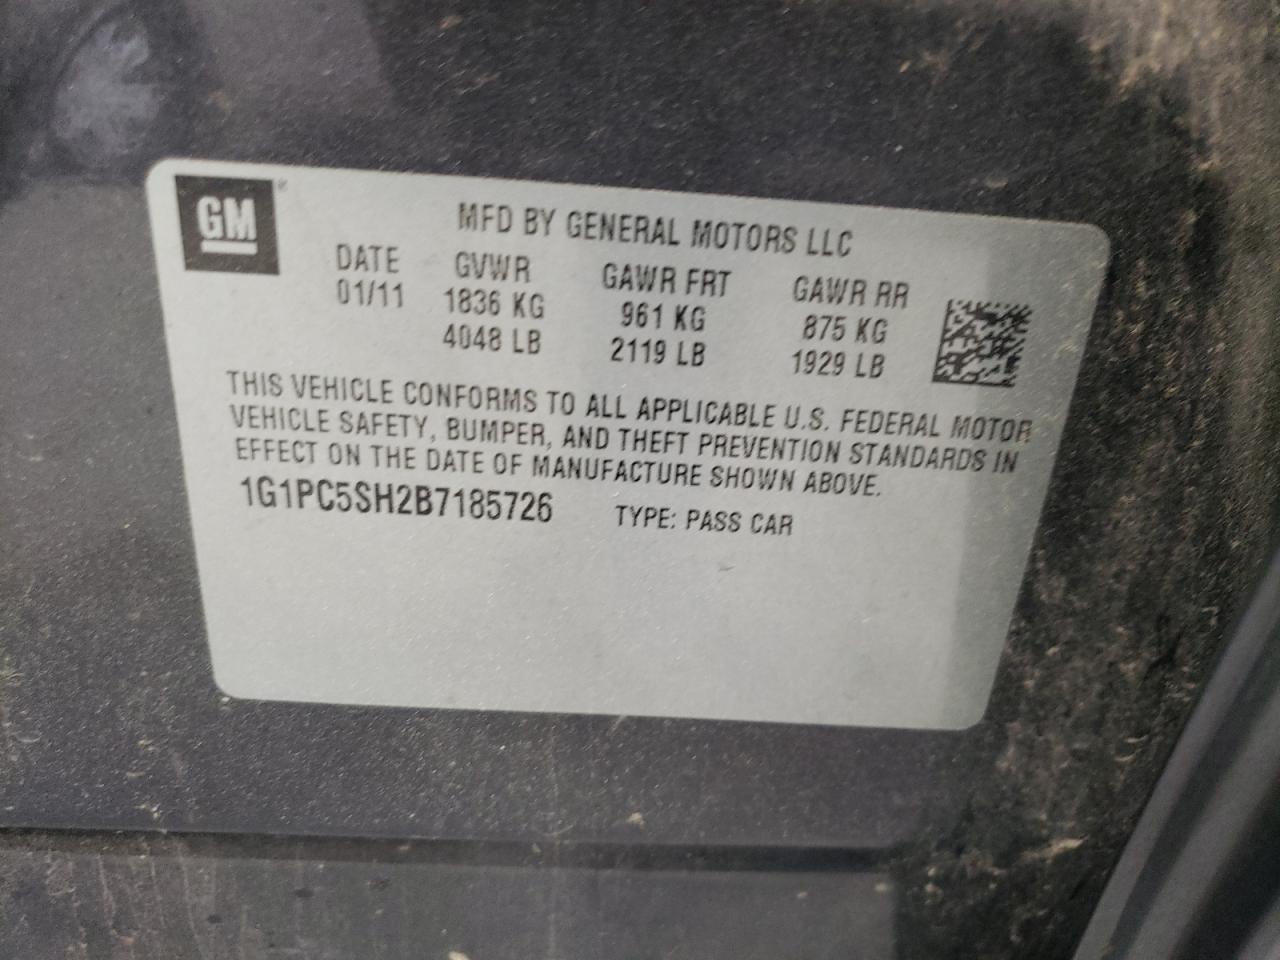 GM®
MFD BY GENERAL MOTORS LLC
DATE GVWR GAWR FRT GAWR RR
01/11 1836 KG 961 KG 875 KG
4048 LB 2119 LB 1929 LB
THIS VEHICLE CONFORMS TO ALL APPLICABLE U.S. FEDERAL MOTOR
VEHICLE SAFETY, BUMPER, AND THEFT PREVENTION STANDARDS IN
EFFECT ON THE DATE OF MANUFACTURE SHOWN ABOVE.
1G1PC5SH2B7185726 TYPE: PASS CAR